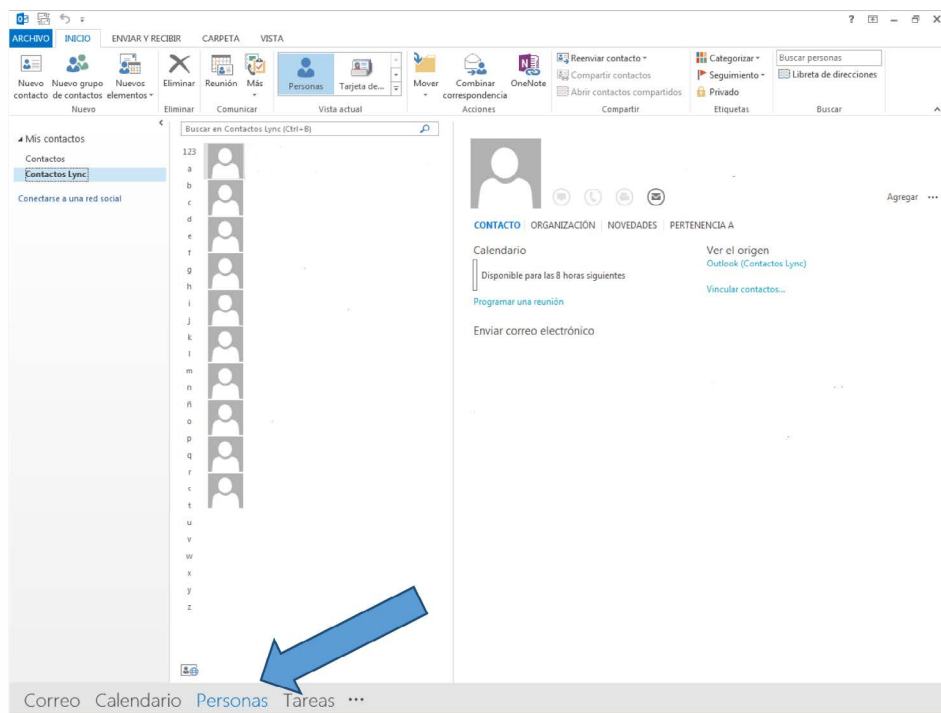 ?
ARCHIVO INICIO ENVIAR Y RECIBIR CARPETA VISTA
Nuevo contacto
Nuevo grupo de contactos
Nuevos elementos
Nuevo
Eliminar
Eliminar
Reunión
Más
Comunicar
Personas
Tarjeta de...
Vista actual
Mover
Combinar correspondencia
OneNote
Acciones
Reenviar contacto
Compartir contactos
Abrir contactos compartidos
Compartir
Categorizar
Seguimiento
Privado
Etiquetas
Buscar personas
Libreta de direcciones
Buscar
Mis contactos
Contactos
Contactos Lync
Conectarse a una red social
Buscar en Contactos Lync (Ctrl+B)
123
a
b
c
d
e
f
g
h
i
j
k
l
m
n
ñ
o
p
q
r
s
t
u
v
w
x
y
z
Agregar ...
CONTACTO ORGANIZACIÓN NOVEDADES PERTENENCIA A
Calendario
Disponible para las 8 horas siguientes
Programar una reunión
Enviar correo electrónico
Ver el origen
Outlook (Contactos Lync)
Vincular contactos...
Correo Calendario Personas Tareas ...